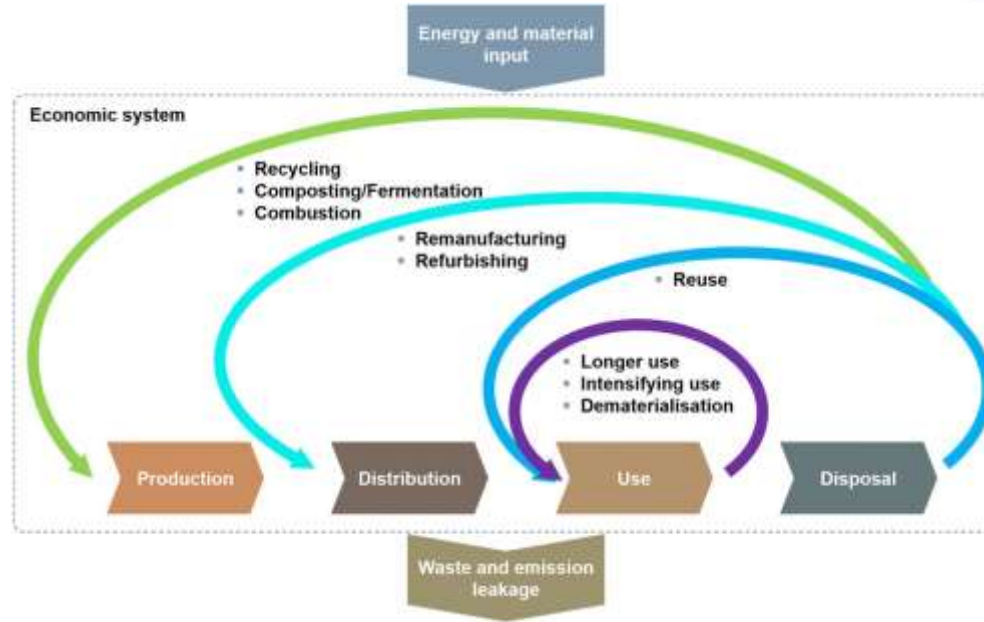 Energy and material
input
Economic system
Recycling
Composting/Fermentation
Combustion
Remanufacturing
Refurbishing
Reuse
Longer use
Intensifying use
Dematerialisation
Production
Distribution
Use
Disposal
Waste and emission
leakage